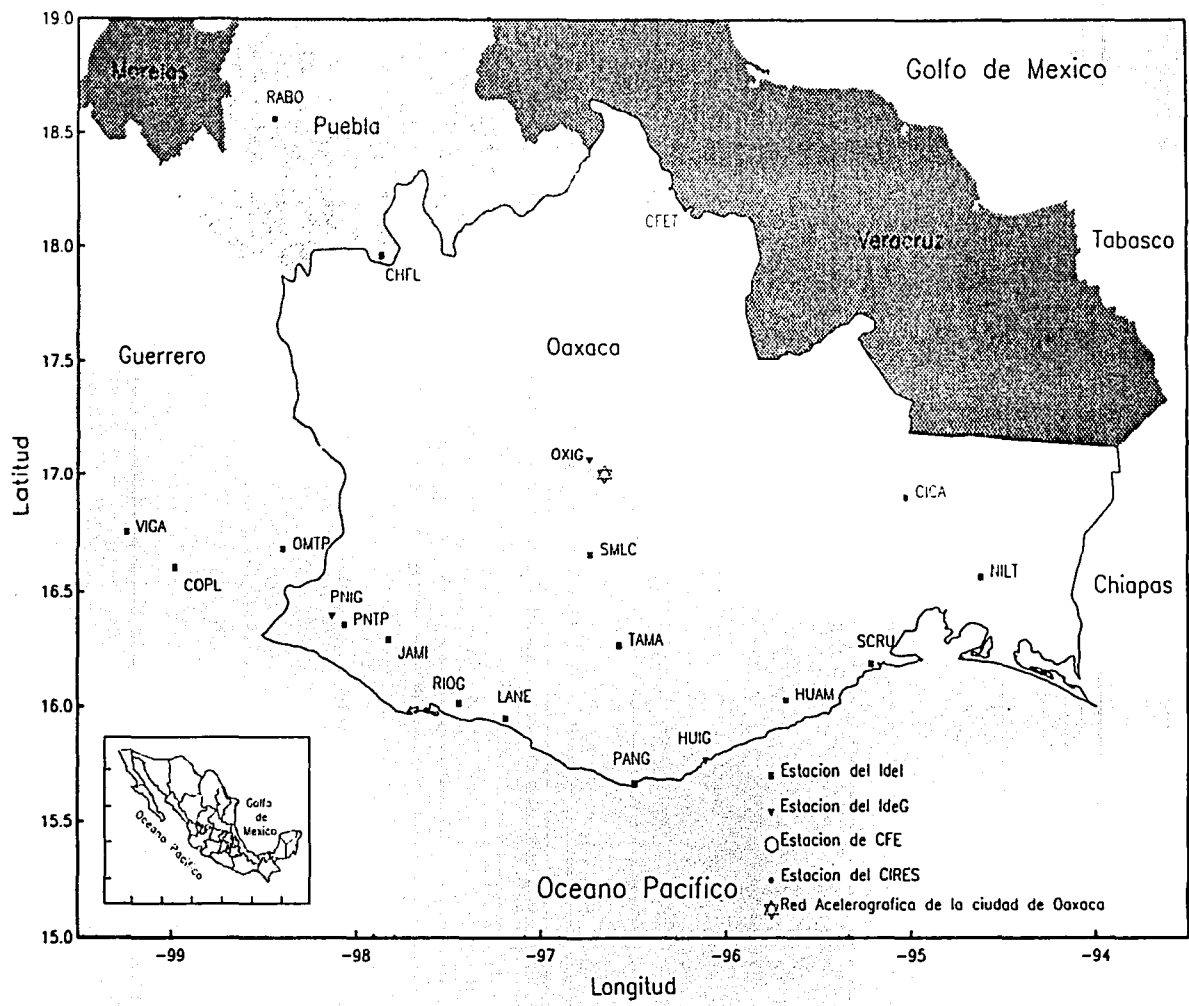 19.0
Morelos
Golfo de Mexico
RABO
18.5
Puebla
CFET
18.0
Veracruz
Tabasco
CHFL
17.5
Guerrero
Oaxaca
Latitud
OXIG
17.0
CICA
VIGA
OMTP
SMLC
COPL
NILT
16.5
Chiapas
PNIG
PNTP
JAMI
TAMA
SCRU
RIOG
LANE
HUAM
16.0
HUIG
PANG
Estacion del IdeI
Golfo
de
Mexico
Oceano Pacifico
15.5
Estacion del IdeG
Estacion de CFE
Estacion del CIRES
Oceano Pacifico
Red Acelerografica de la ciudad de Oaxaca
15.0
-99
-98
-97
-96
-95
-94
Longitud